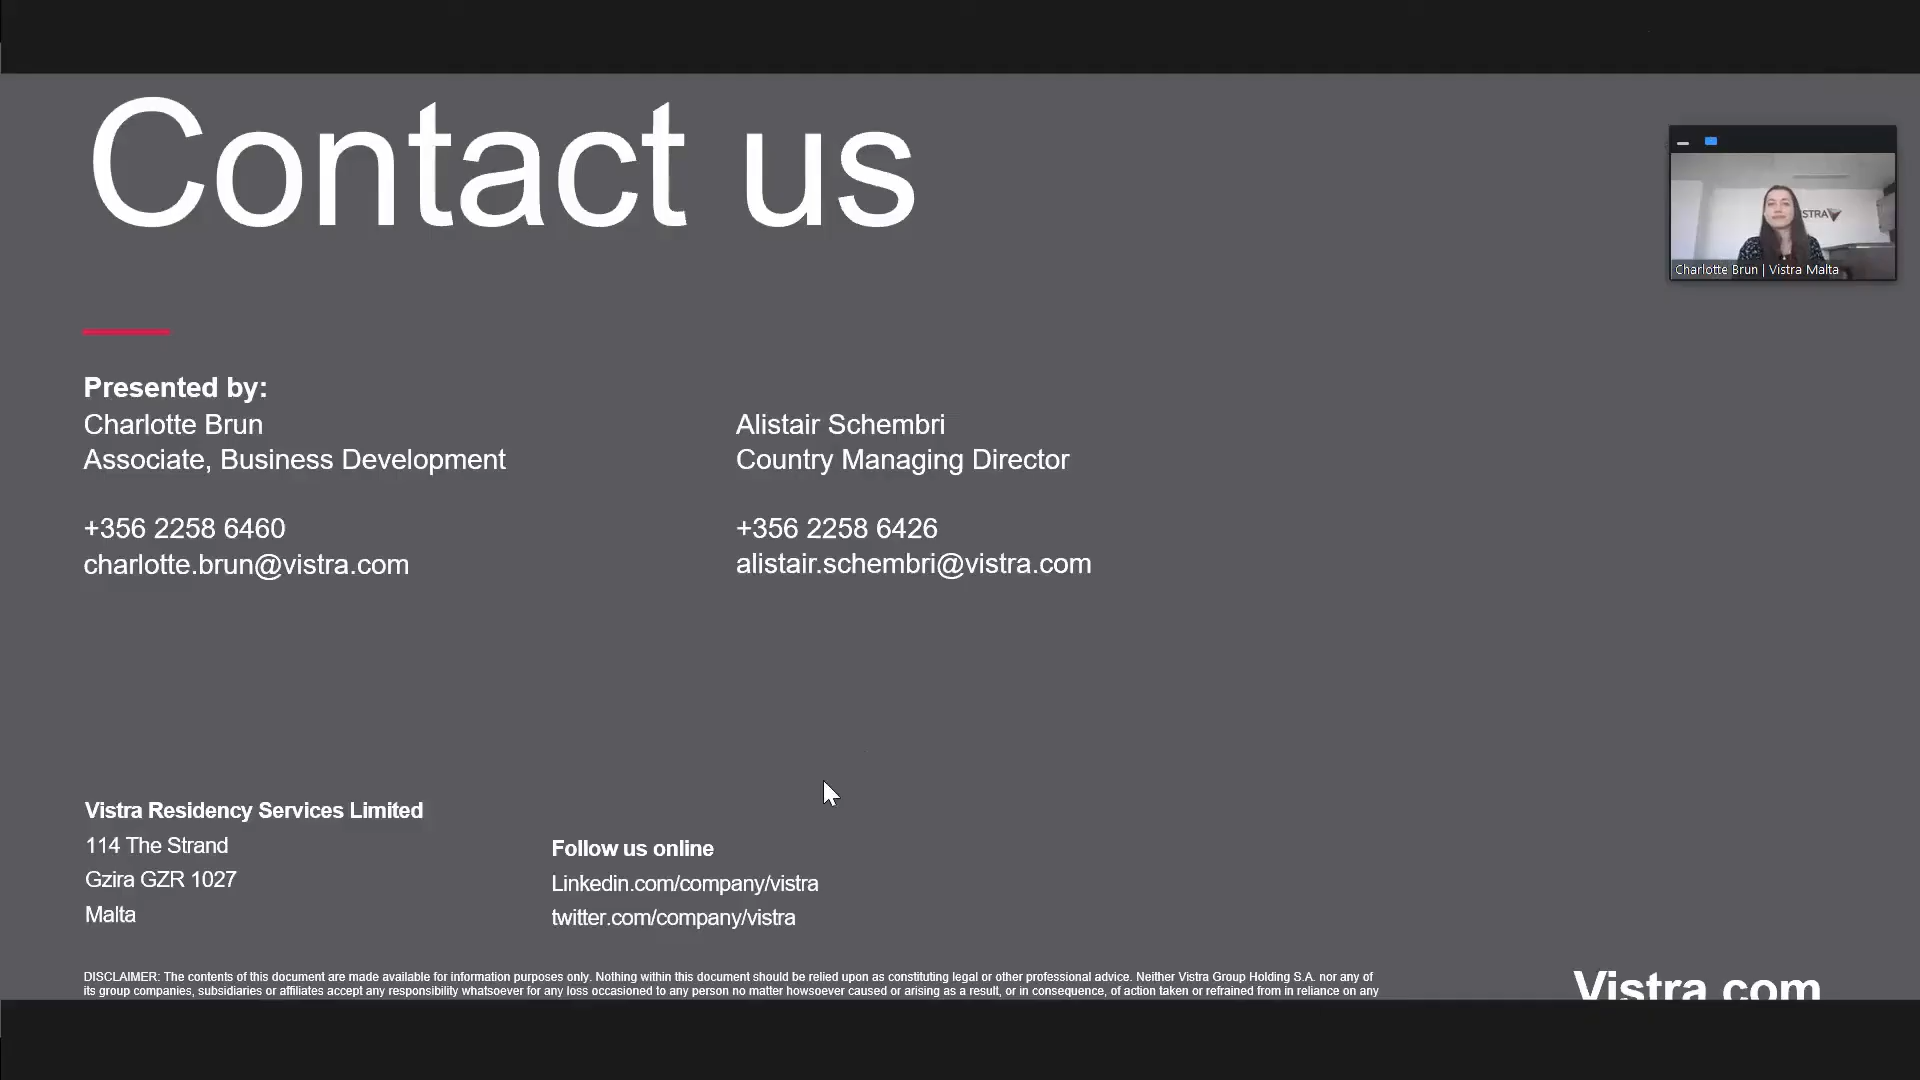 Contact us
STRA
Charlotte Brun | Vistra Malta
Presented by:
Charlotte Brun
Associate, Business Development
+356 2258 6460
charlotte.brun@vistra.com
Alistair Schembri
Country Managing Director
+356 2258 6426
alistair.schembri@vistra.com
Vistra Residency Services Limited
114 The Strand
Gzira GZR 1027
Malta
Follow us online
Linkedin.com/company/vistra
twitter.com/company/vistra
DISCLAIMER: The contents of this document are made available for information purposes only. Nothing within this document should be relied upon as constituting legal or other professional advice. Neither Vistra Group Holding S.A. nor any of
its group companies, subsidiaries or affiliates accept any responsibility whatsoever for any loss occasioned to any person no matter howsoever caused or arising as a result, or in consequence, of action taken or refrained from in reliance on any
Vistra.com